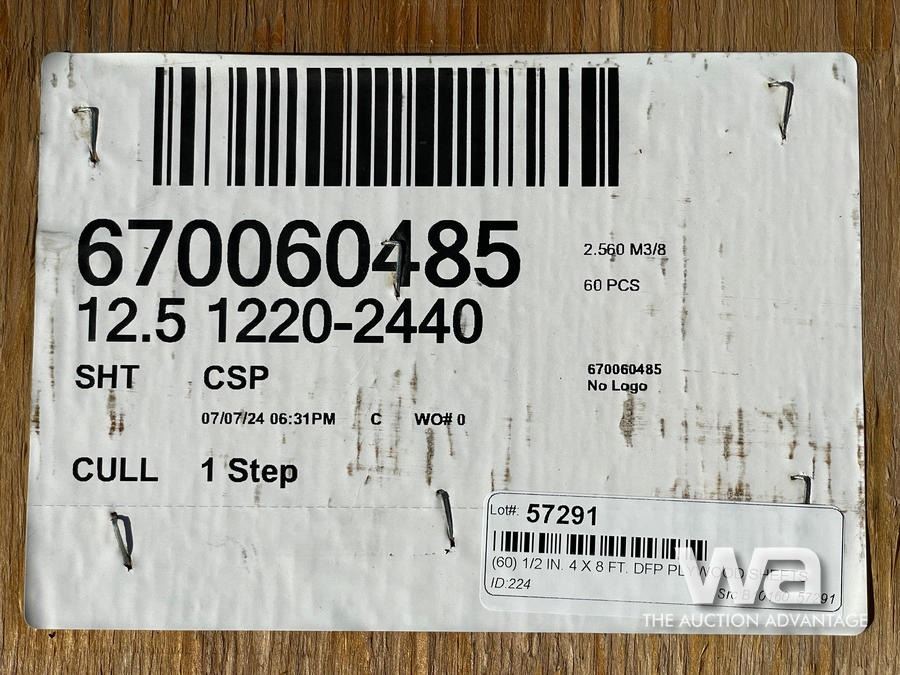 670060485
12.5 1220-2440
2.560 M3/8
60 PCS
SHT CSP
670060485
No Logo
07/07/24 06:31PM C WO# 0
CULL 1 Step
Lot#: 57291
(60) 1/2 IN. 4 X 8 FT. DFP PLYWOOD SHEETS
ID:224
57291
wa
THE AUCTION ADVANTAGE